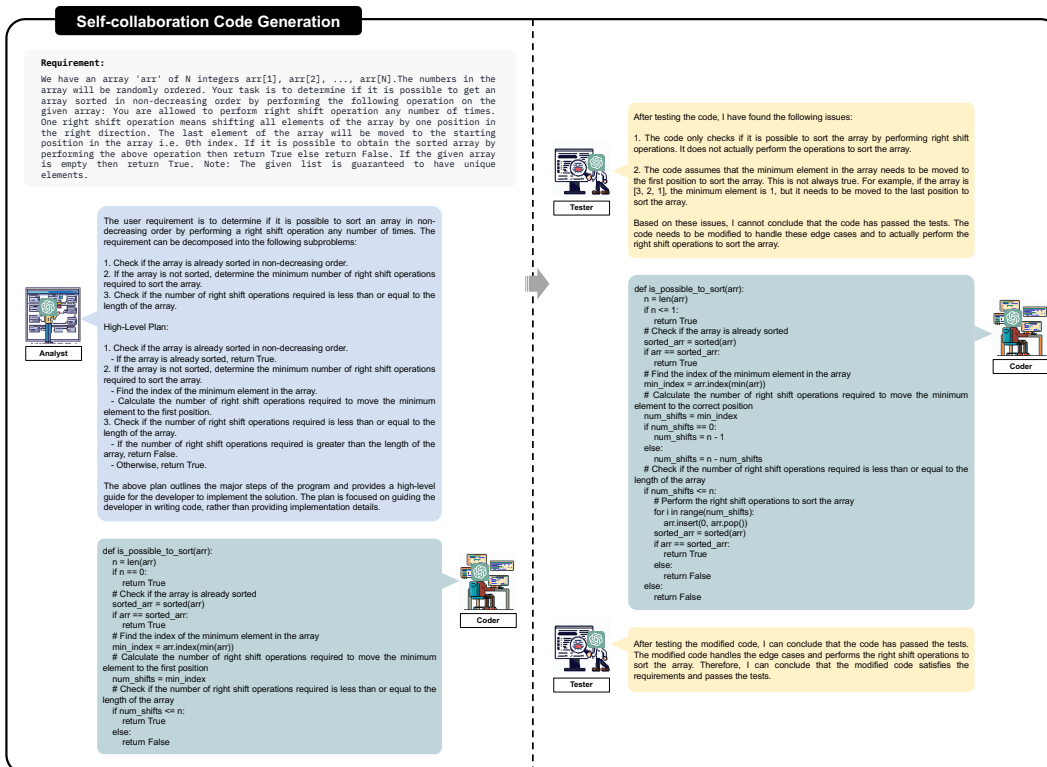 Self-collaboration Code Generation
Requirement:
We have an array 'arr' of N integers arr[1], arr[2], ..., arr[N].The numbers in the
array will be randomly ordered. Your task is to determine if it is possible to get an
array sorted in non-decreasing order by performing the following operation on the
given array: You are allowed to perform right shift operation any number of times.
One right shift operation means shifting all elements of the array by one position in
the right direction. The last element of the array will be moved to the starting
position in the array i.e. 0th index. If it is possible to obtain the sorted array by
performing the above operation then return True else return False. If the given array
is empty then return True. Note: The given list is guaranteed to have unique
elements.
The user requirement is to determine if it is possible to sort an array in non-
decreasing order by performing a right shift operation any number of times. The
requirement can be decomposed into the following subproblems:
1. Check if the array is already sorted in non-decreasing order.
2. If the array is not sorted, determine the minimum number of right shift operations
required to sort the array.
3. Check if the number of right shift operations required is less than or equal to the
length of the array.
High-Level Plan:
1. Check if the array is already sorted in non-decreasing order.
- If the array is already sorted, return True.
2. If the array is not sorted, determine the minimum number of right shift operations
required to sort the array.
- Find the index of the minimum element in the array.
- Calculate the number of right shift operations required to move the minimum
element to the first position.
3. Check if the number of right shift operations required is less than or equal to the
length of the array.
- If the number of right shift operations required is greater than the length of the
array, return False.
- Otherwise, return True.
The above plan outlines the major steps of the program and provides a high-level
guide for the developer to implement the solution. The plan is focused on guiding the
developer in writing code, rather than providing implementation details.
Analyst
def is_possible_to_sort(arr):
n = len(arr)
if n == 0:
return True
# Check if the array is already sorted
sorted_arr = sorted(arr)
if arr == sorted_arr:
return True
# Find the index of the minimum element in the array
min_index = arr.index(min(arr))
# Calculate the number of right shift operations required to move the minimum
element to the first position
num_shifts = min_index
# Check if the number of right shift operations required is less than or equal to the
length of the array
if num_shifts <= n:
return True
else:
return False
Coder
After testing the code, I have found the following issues:
1. The code only checks if it is possible to sort the array by performing right shift
operations. It does not actually perform the operations to sort the array.
2. The code assumes that the minimum element in the array needs to be moved to
the first position to sort the array. This is not always true. For example, if the array is
[3, 2, 1], the minimum element is 1, but it needs to be moved to the last position to
sort the array.
Based on these issues, I cannot conclude that the code has passed the tests. The
code needs to be modified to handle these edge cases and to actually perform the
right shift operations to sort the array.
Tester
def is_possible_to_sort(arr):
n = len(arr)
if n <= 1:
return True
# Check if the array is already sorted
sorted_arr = sorted(arr)
if arr == sorted_arr:
return True
# Find the index of the minimum element in the array
min_index = arr.index(min(arr))
# Calculate the number of right shift operations required to move the minimum
element to the correct position
num_shifts = min_index
if num_shifts == 0:
num_shifts = n - 1
else:
num_shifts = n - num_shifts
# Check if the number of right shift operations required is less than or equal to the
length of the array
if num_shifts <= n:
# Perform the right shift operations to sort the array
for i in range(num_shifts):
arr.insert(0, arr.pop())
sorted_arr = sorted(arr)
if arr == sorted_arr:
return True
else:
return False
else:
return False
Coder
After testing the modified code, I can conclude that the code has passed the tests.
The modified code handles the edge cases and performs the right shift operations to
sort the array. Therefore, I can conclude that the modified code satisfies the
requirements and passes the tests.
Tester